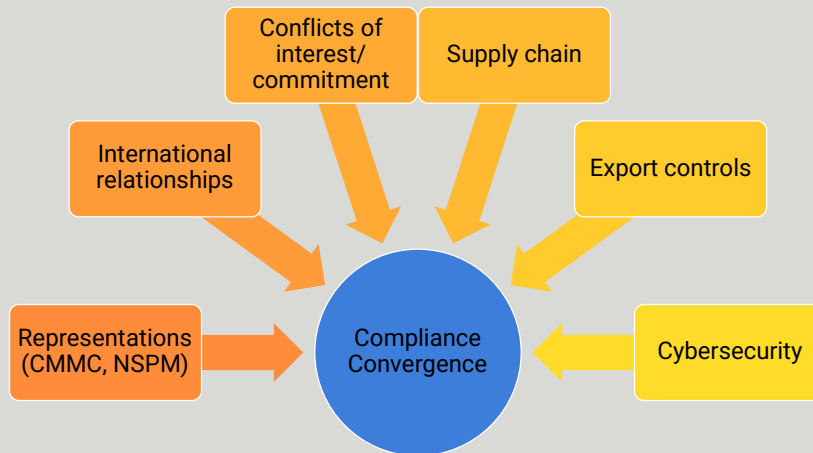 Conflicts of
interest/
commitment
Supply chain
International
relationships
Export controls
Representations
(CMMC, NSPM)
Compliance
Convergence
Cybersecurity